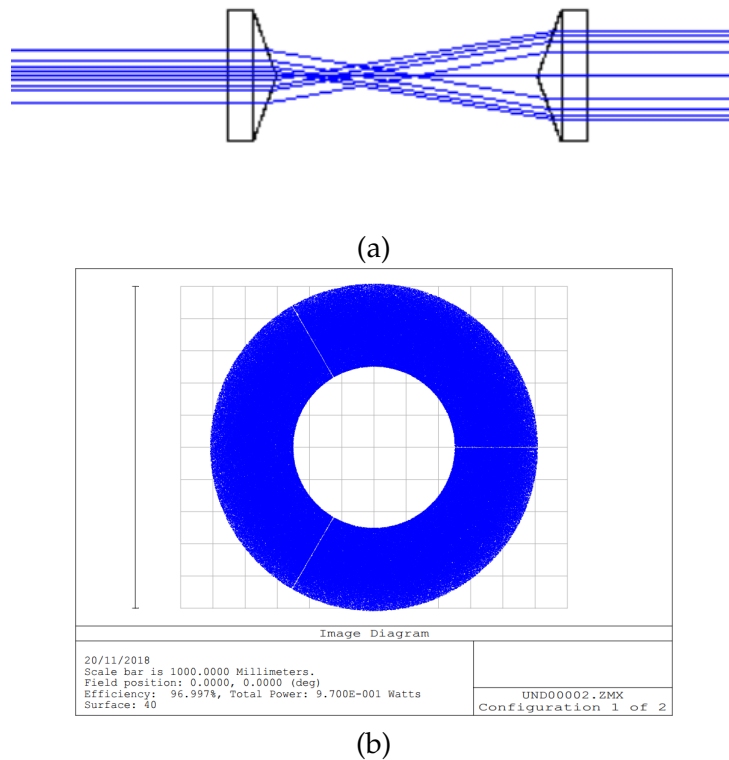 (a)
Image Diagram
20/11/2018
Scale bar is 1000.0000 Millimeters.
Field position: 0.0000, 0.0000 (deg)
Efficiency:  96.997%, Total Power: 9.700E-001 Watts
Surface: 40
UND00002.ZMX
Configuration 1 of 2
(b)